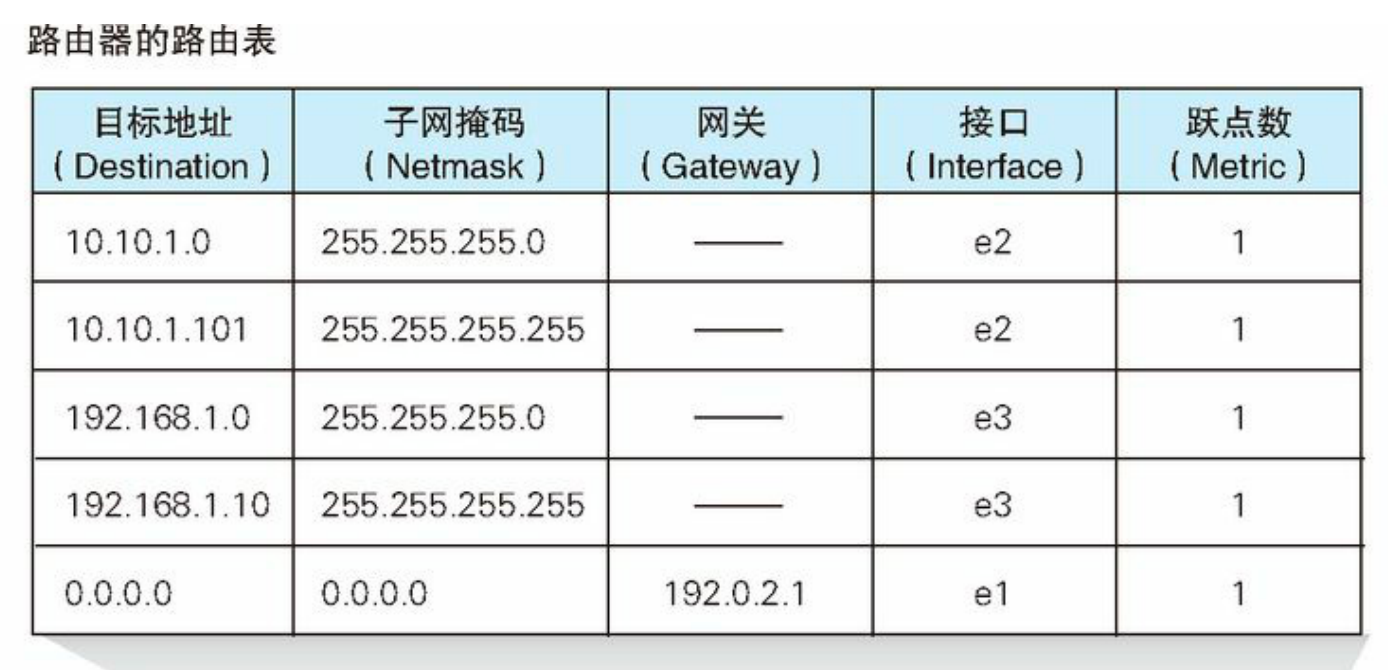 路由器的路由表
目标地址 子网掩码 网关 接口 跃点数
(Destination) (Netmask) (Gateway) (Interface) (Metric)
10.10.1.0 255.255.255.0 —— e2 1
10.10.1.101 255.255.255.255 —— e2 1
192.168.1.0 255.255.255.0 —— e3 1
192.168.1.10 255.255.255.255 —— e3 1
0.0.0.0 0.0.0.0 192.0.2.1 e1 1